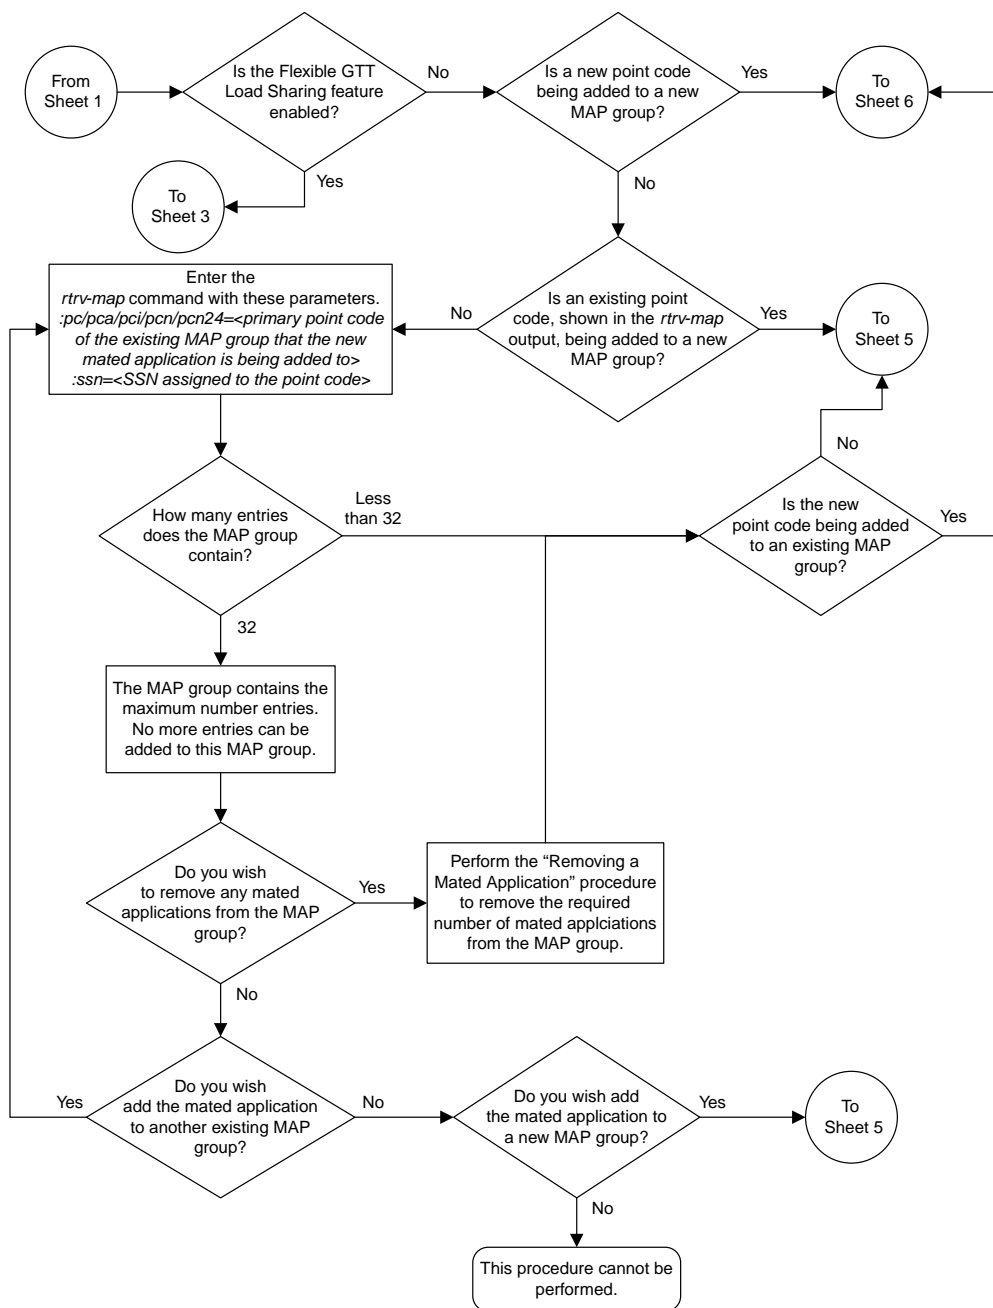 From
Sheet 1
Is the Flexible GTT
Load Sharing feature
enabled?
No
Is a new point code
being added to a new
MAP group?
Yes
To
Sheet 6
Yes
To
Sheet 3
No
Enter the
rtrv-map command with these parameters.
:pc/pca/pci/pcn/pcn24=<primary point code
of the existing MAP group that the new
mated application is being added to>
:ssn=<SSN assigned to the point code>
No
Is an existing point
code, shown in the rtrv-map
output, being added to a new
MAP group?
Yes
To
Sheet 5
No
How many entries
does the MAP group
contain?
Less
than 32
Is the new
point code being added
to an existing MAP
group?
Yes
32
The MAP group contains the
maximum number entries.
No more entries can be
added to this MAP group.
Do you wish
to remove any mated
applications from the MAP
group?
Yes
Perform the “Removing a
Mated Application” procedure
to remove the required
number of mated applciations
from the MAP group.
No
Yes
Do you wish
add the mated application
to another existing MAP
group?
No
Do you wish add
the mated application to
a new MAP group?
Yes
To
Sheet 5
No
This procedure cannot be
performed.